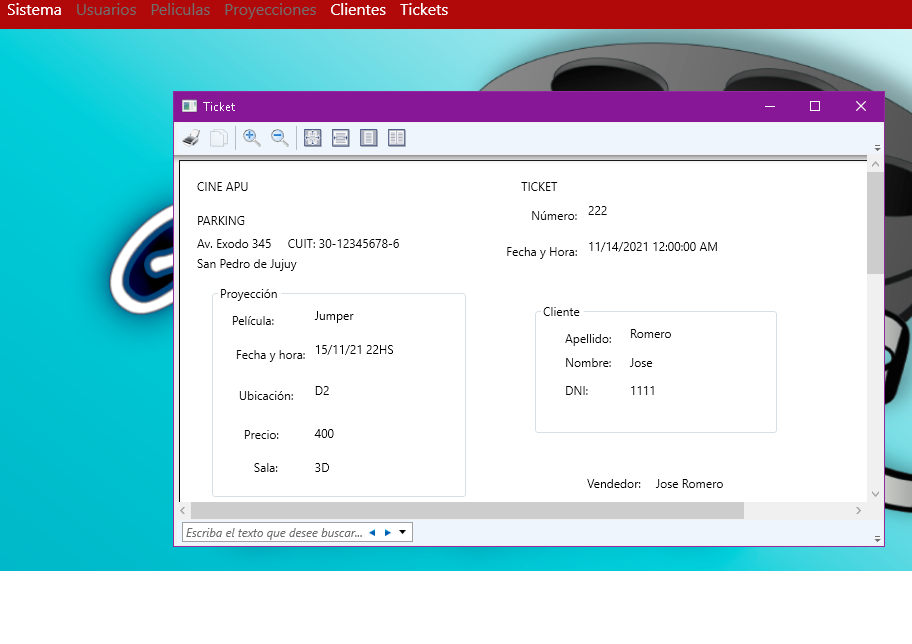 Sistema Usuarios Peliculas Proyecciones Clientes Tickets
Ticket
CINE APU
PARKING
Av. Exodo 345 CUIT: 30-12345678-6
San Pedro de Jujuy
TICKET
Número: 222
Fecha y Hora: 11/14/2021 12:00:00 AM
Proyección
Película: Jumper
Fecha y hora: 15/11/21 22HS
Ubicación: D2
Precio: 400
Sala: 3D
Cliente
Apellido: Romero
Nombre: Jose
DNI: 1111
Vendedor: Jose Romero
Escriba el texto que desee buscar...